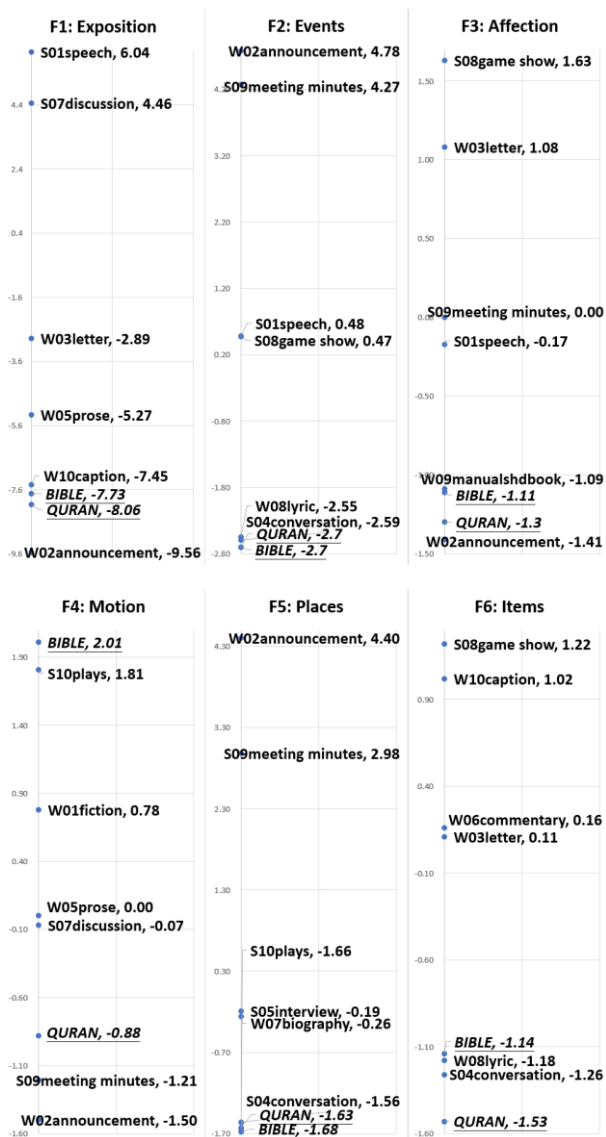 F1: Exposition
S01speech, 6.04
4.4
S07discussion, 4.46
2.4
0.4
-1.6
W03letter, -2.89
-3.6
W05prose, -5.27
-5.6
W10caption, -7.45
-7.6
BIBLE, -7.73
QURAN, -8.06
-9.6
W02announcement, -9.56
F2: Events
W02announcement, 4.78
S09meeting minutes, 4.27
3.20
2.20
1.20
S01speech, 0.48
0.20
S08game show, 0.47
-0.80
-1.80
W08lyric, -2.55
S04conversation, -2.59
QURAN, -2.7
-2.80
BIBLE, -2.7
F3: Affection
S08game show, 1.63
1.50
W03letter, 1.08
1.00
0.50
S09meeting minutes, 0.00
S01speech, -0.17
-0.50
W09manualshdbook, -1.09
BIBLE, -1.11
QURAN, -1.3
W02announcement, -1.41
-1.50
F4: Motion
BIBLE, 2.01
1.90
S10plays, 1.81
1.40
0.90
W01fiction, 0.78
0.40
W05prose, 0.00
-0.10
S07discussion, -0.07
-0.60
QURAN, -0.88
-1.10
S09meeting minutes, -1.21
W02announcement, -1.50
-1.60
F5: Places
W02announcement, 4.40
4.30
3.30
S09meeting minutes, 2.98
2.30
1.30
S10plays, -1.66
0.30
S05interview, -0.19
W07biography, -0.26
-0.70
S04conversation, -1.56
QURAN, -1.63
-1.70
BIBLE, -1.68
F6: Items
S08game show, 1.22
W10caption, 1.02
0.90
0.40
W06commentary, 0.16
W03letter, 0.11
-0.10
-0.60
BIBLE, -1.14
-1.10
W08lyric, -1.18
S04conversation, -1.26
QURAN, -1.53
-1.60